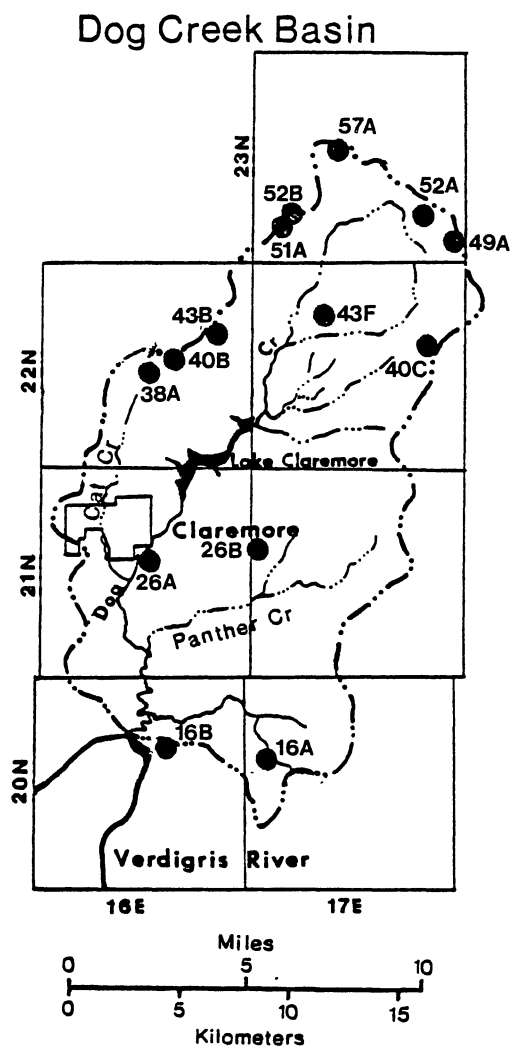 Dog Creek Basin
57A
23N
52B
52A
51A
49A
43B
43F
Cr
40B
40C
22N
38A
Cat Cr
Lake Claremore
Claremore
26B
21N
26A
Dog
Panther Cr
16B
16A
20N
Verdigris River
16E
17E
Miles
0
5
10
0
5
10
15
Kilometers